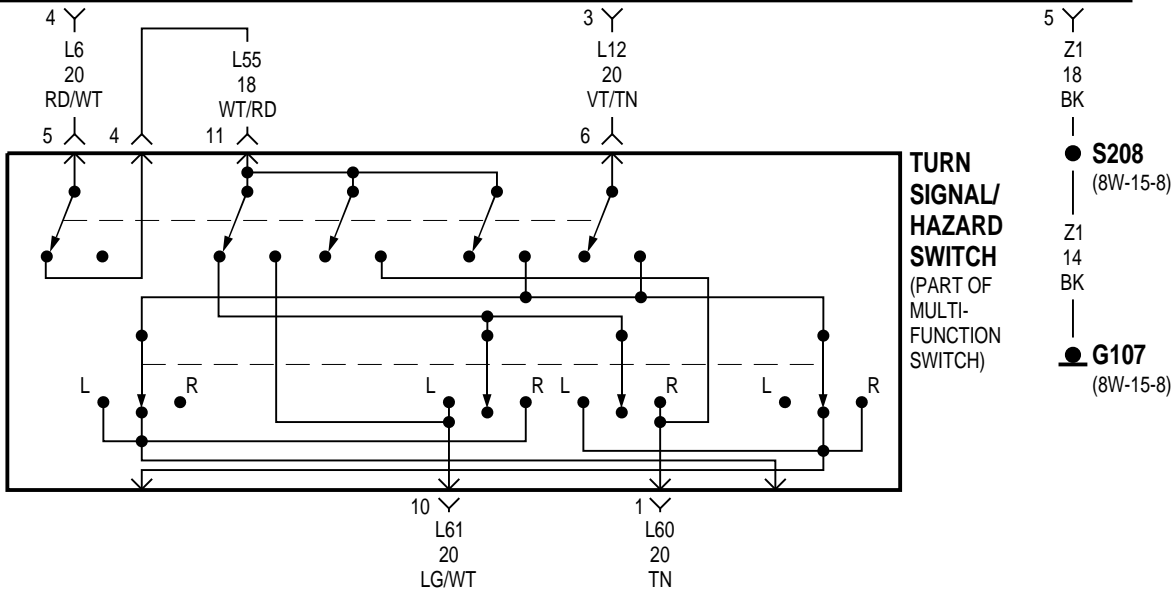 4
L6
20
RD/WT
5
4
L55
18
WT/RD
11
3
L12
20
VT/TN
6
5
Z1
18
BK
S208
(8W-15-8)
Z1
14
BK
G107
(8W-15-8)
TURN
SIGNAL/
HAZARD
SWITCH
(PART OF
MULTI-
FUNCTION
SWITCH)
L
R
L
R
L
R
L
R
10
L61
20
LG/WT
1
L60
20
TN